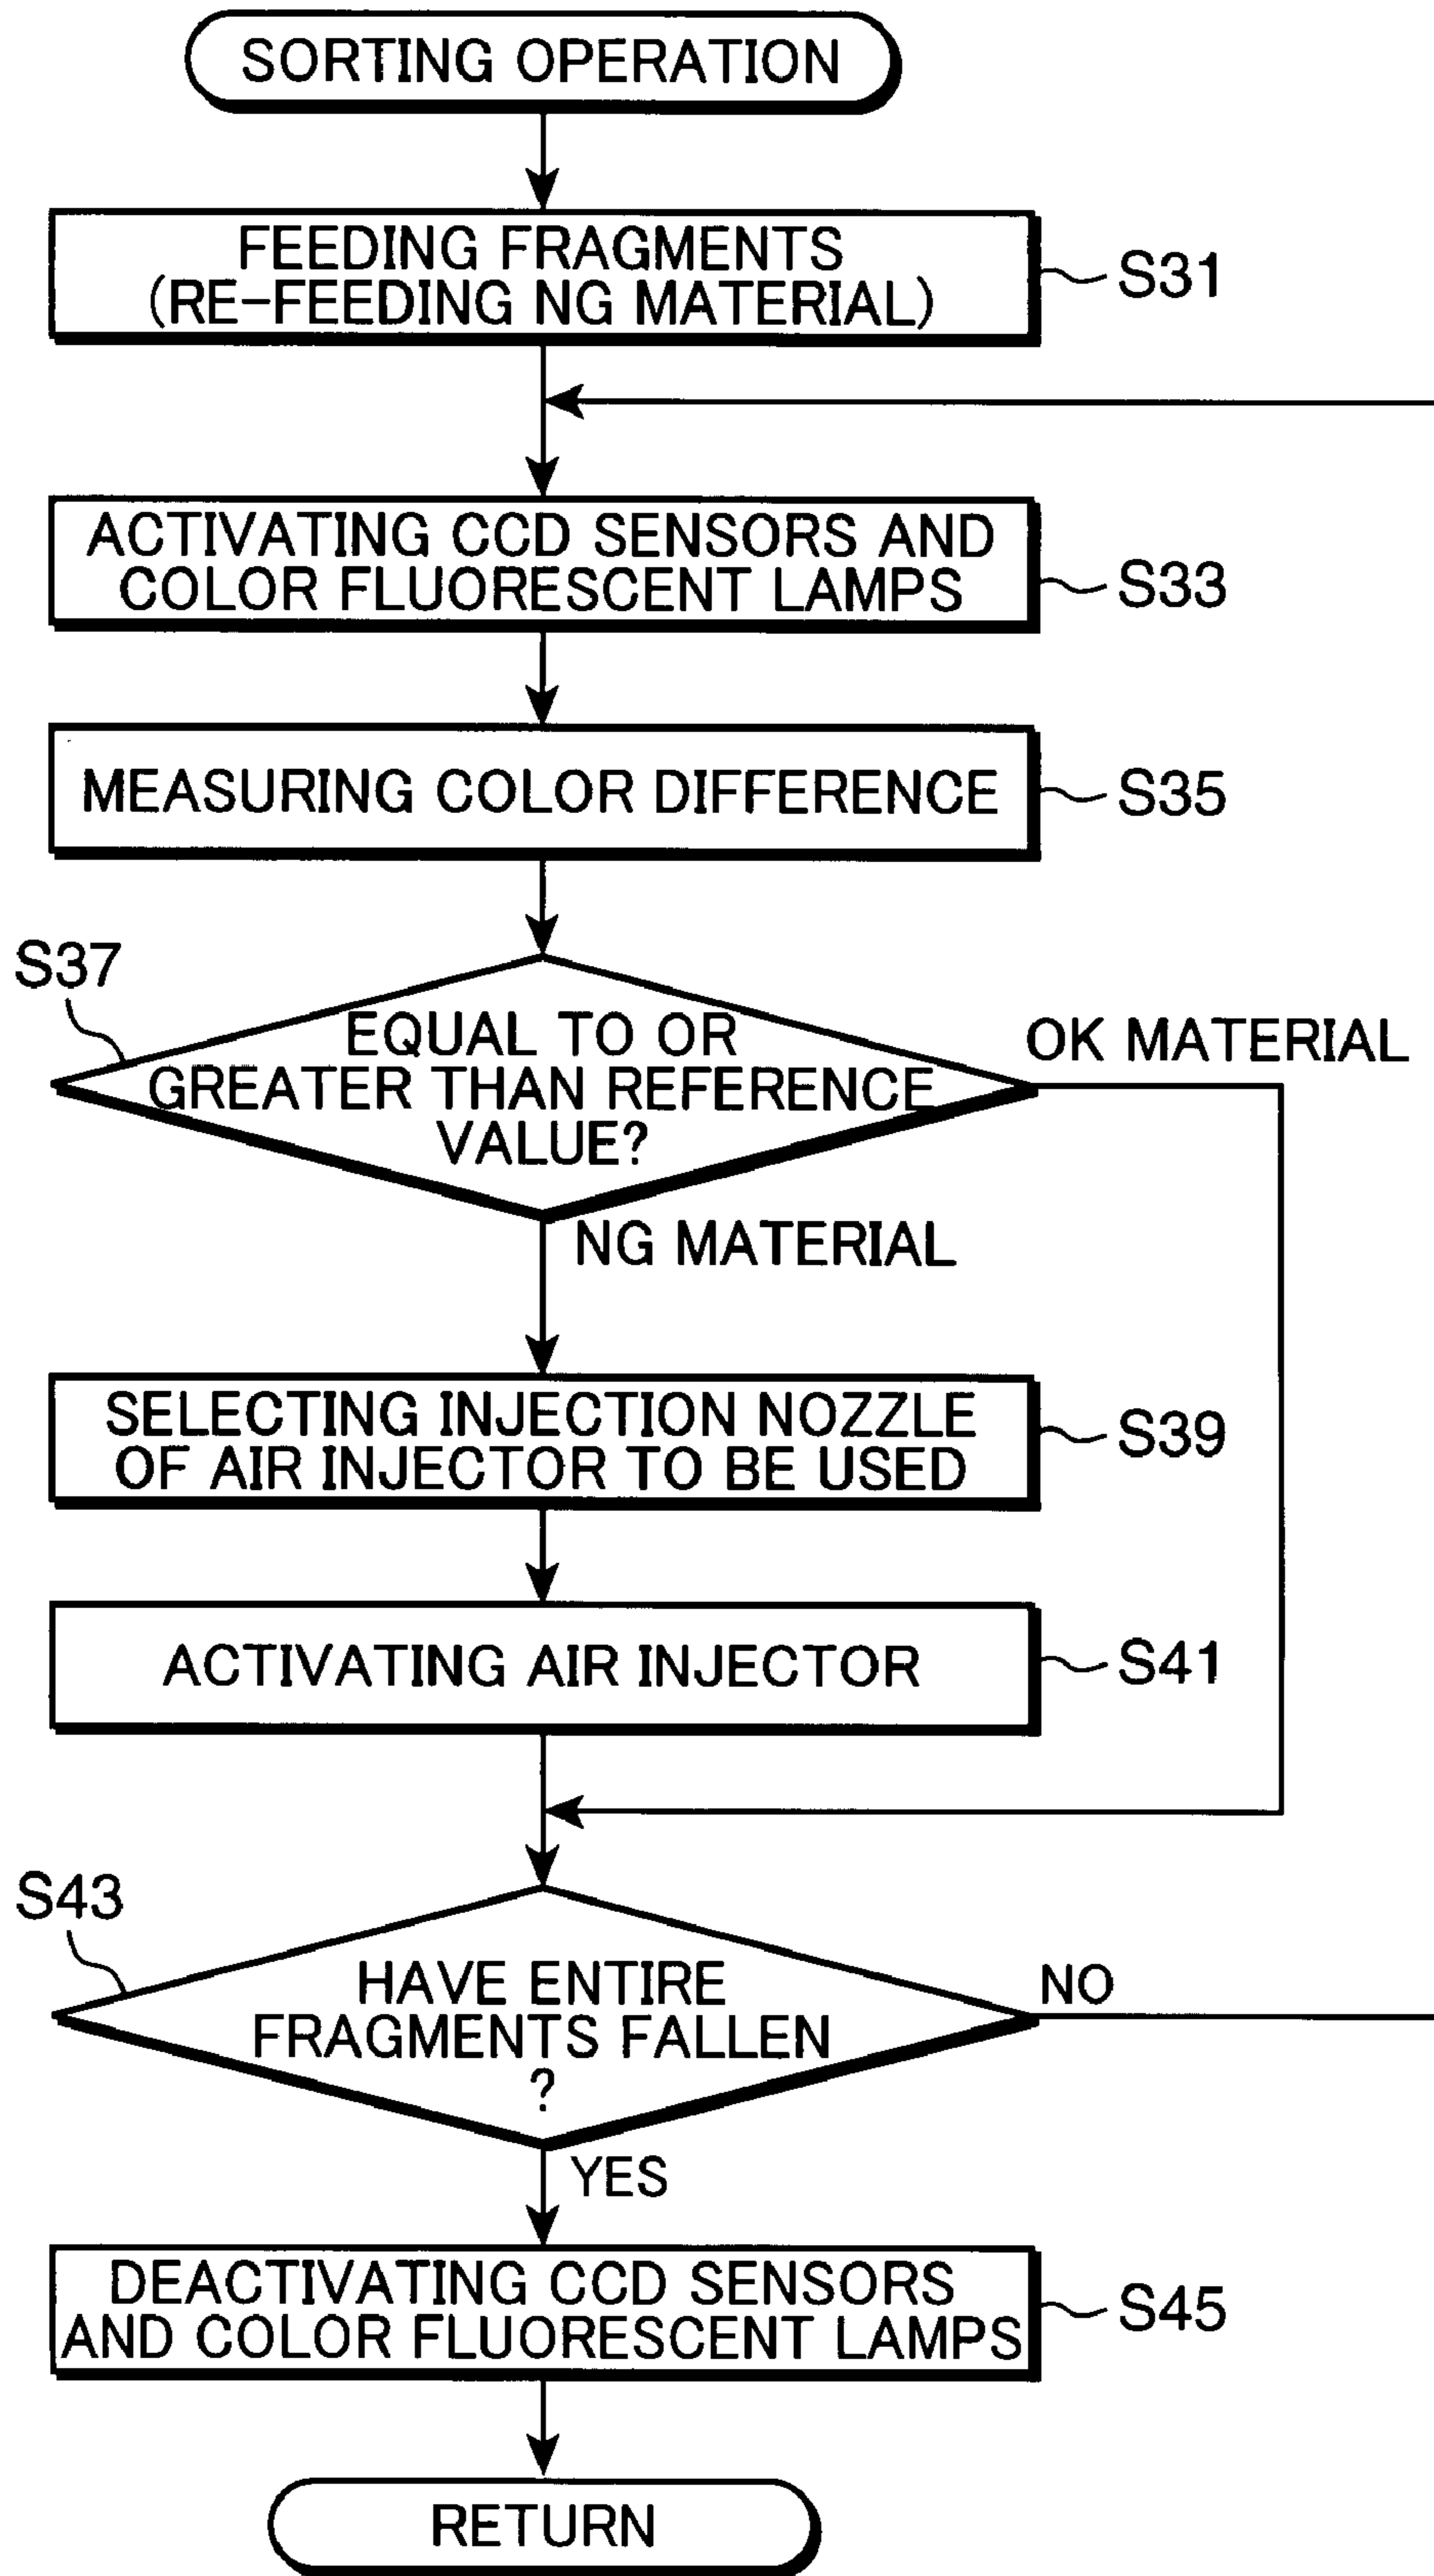 SORTING OPERATION
FEEDING FRAGMENTS
(RE-FEEDING NG MATERIAL)
S31
ACTIVATING CCD SENSORS AND
COLOR FLUORESCENT LAMPS
S33
MEASURING COLOR DIFFERENCE
S35
S37
EQUAL TO OR
GREATER THAN REFERENCE
VALUE?
OK MATERIAL
NG MATERIAL
SELECTING INJECTION NOZZLE
OF AIR INJECTOR TO BE USED
S39
ACTIVATING AIR INJECTOR
S41
S43
HAVE ENTIRE
FRAGMENTS FALLEN
?
NO
YES
DEACTIVATING CCD SENSORS
AND COLOR FLUORESCENT LAMPS
S45
RETURN